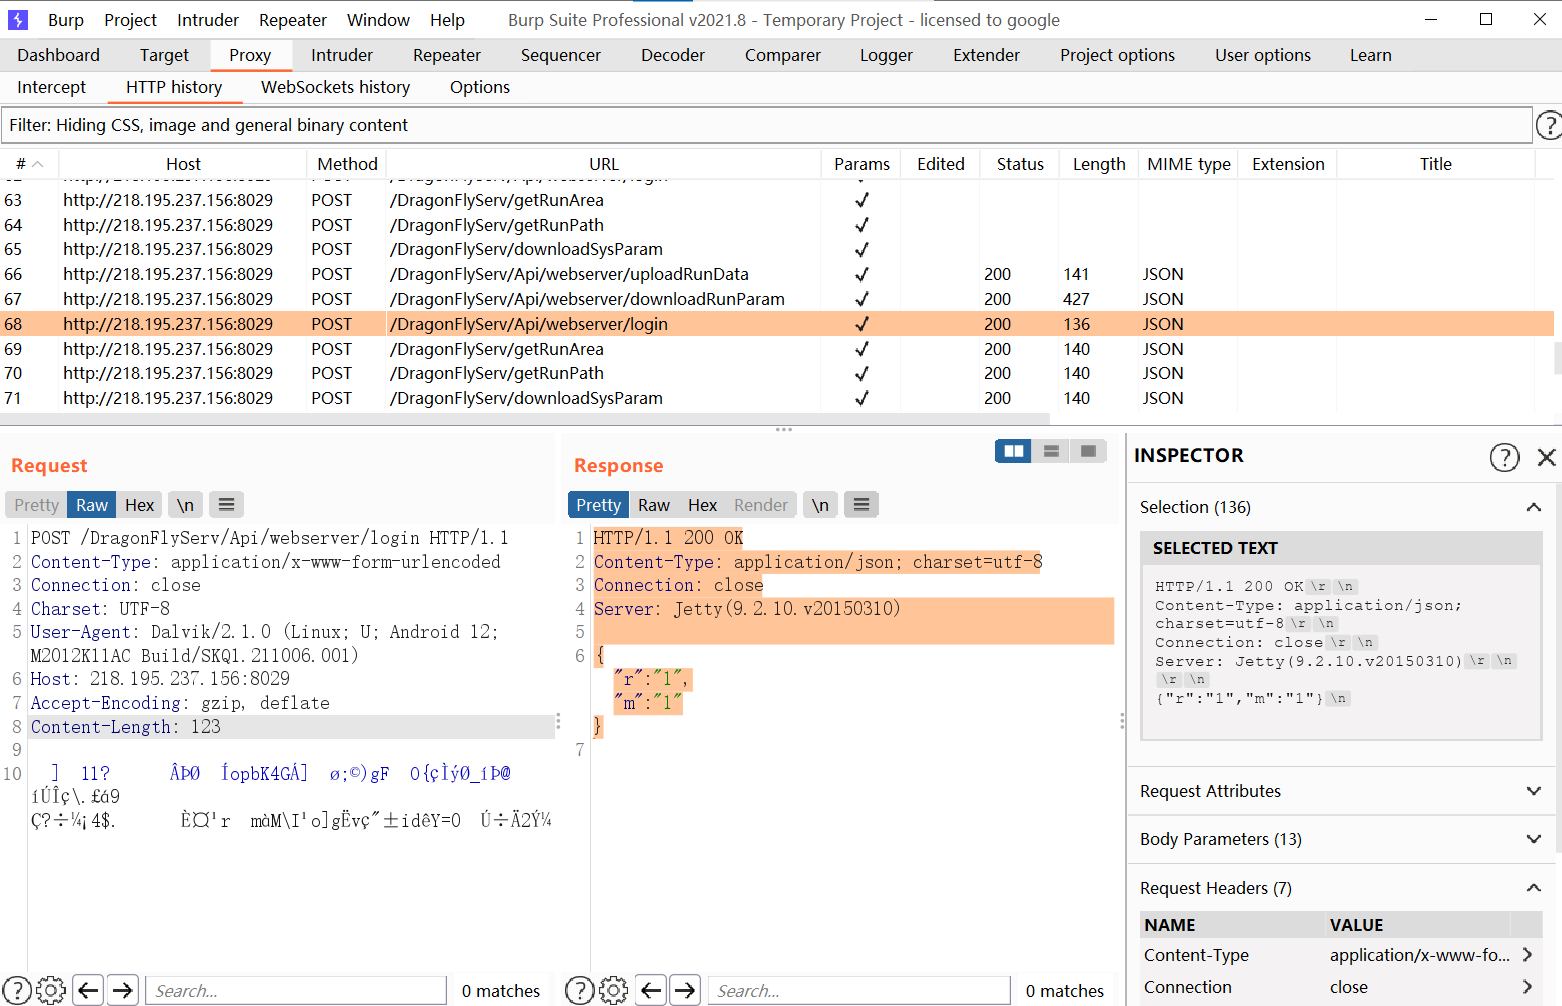 Burp Project Intruder Repeater Window Help Burp Suite Professional v2021.8 - Temporary Project - licensed to google
Dashboard Target Proxy Intruder Repeater Sequencer Decoder Comparer Logger Extender Project options User options Learn
Intercept HTTP history WebSockets history Options
Filter: Hiding CSS, image and general binary content
# Host Method URL Params Edited Status Length MIME type Extension Title
63 http://218.195.237.156:8029 POST /DragonFlyServ/getRunArea ✓
64 http://218.195.237.156:8029 POST /DragonFlyServ/getRunPath ✓
65 http://218.195.237.156:8029 POST /DragonFlyServ/downloadSysParam ✓
66 http://218.195.237.156:8029 POST /DragonFlyServ/Api/webserver/uploadRunData ✓ 200 141 JSON
67 http://218.195.237.156:8029 POST /DragonFlyServ/Api/webserver/downloadRunParam ✓ 200 427 JSON
68 http://218.195.237.156:8029 POST /DragonFlyServ/Api/webserver/login ✓ 200 136 JSON
69 http://218.195.237.156:8029 POST /DragonFlyServ/getRunArea ✓ 200 140 JSON
70 http://218.195.237.156:8029 POST /DragonFlyServ/getRunPath ✓ 200 140 JSON
71 http://218.195.237.156:8029 POST /DragonFlyServ/downloadSysParam ✓ 200 140 JSON
Request
Pretty Raw Hex \n
1 POST /DragonFlyServ/Api/webserver/login HTTP/1.1
2 Content-Type: application/x-www-form-urlencoded
3 Connection: close
4 Charset: UTF-8
5 User-Agent: Dalvik/2.1.0 (Linux; U; Android 12;
M2012K11AC Build/SKQ1.211006.001)
6 Host: 218.195.237.156:8029
7 Accept-Encoding: gzip, deflate
8 Content-Length: 123
9
10 ] 11? ÂÞØ ÍopbK4GÁ] ø;©)gF O{çÌýØ_íÞ@
íÚÎç\.£á9
Ç?÷¼¡4$. È¤¹r màM\I¹o]gËvç″±idêY=0 Ú÷Ä2Ý¼
Search... 0 matches
Response
Pretty Raw Hex Render \n
1 HTTP/1.1 200 OK
2 Content-Type: application/json; charset=utf-8
3 Connection: close
4 Server: Jetty(9.2.10.v20150310)
5
6 {
"r":"1",
"m":"1"
}
7
Search... 0 matches
INSPECTOR
Selection (136)
SELECTED TEXT
HTTP/1.1 200 OK \r \n
Content-Type: application/json;
charset=utf-8 \r \n
Connection: close \r \n
Server: Jetty(9.2.10.v20150310) \r \n
\r \n
{"r":"1","m":"1"} \n
Request Attributes
Body Parameters (13)
Request Headers (7)
NAME VALUE
Content-Type application/x-www-fo...
Connection close